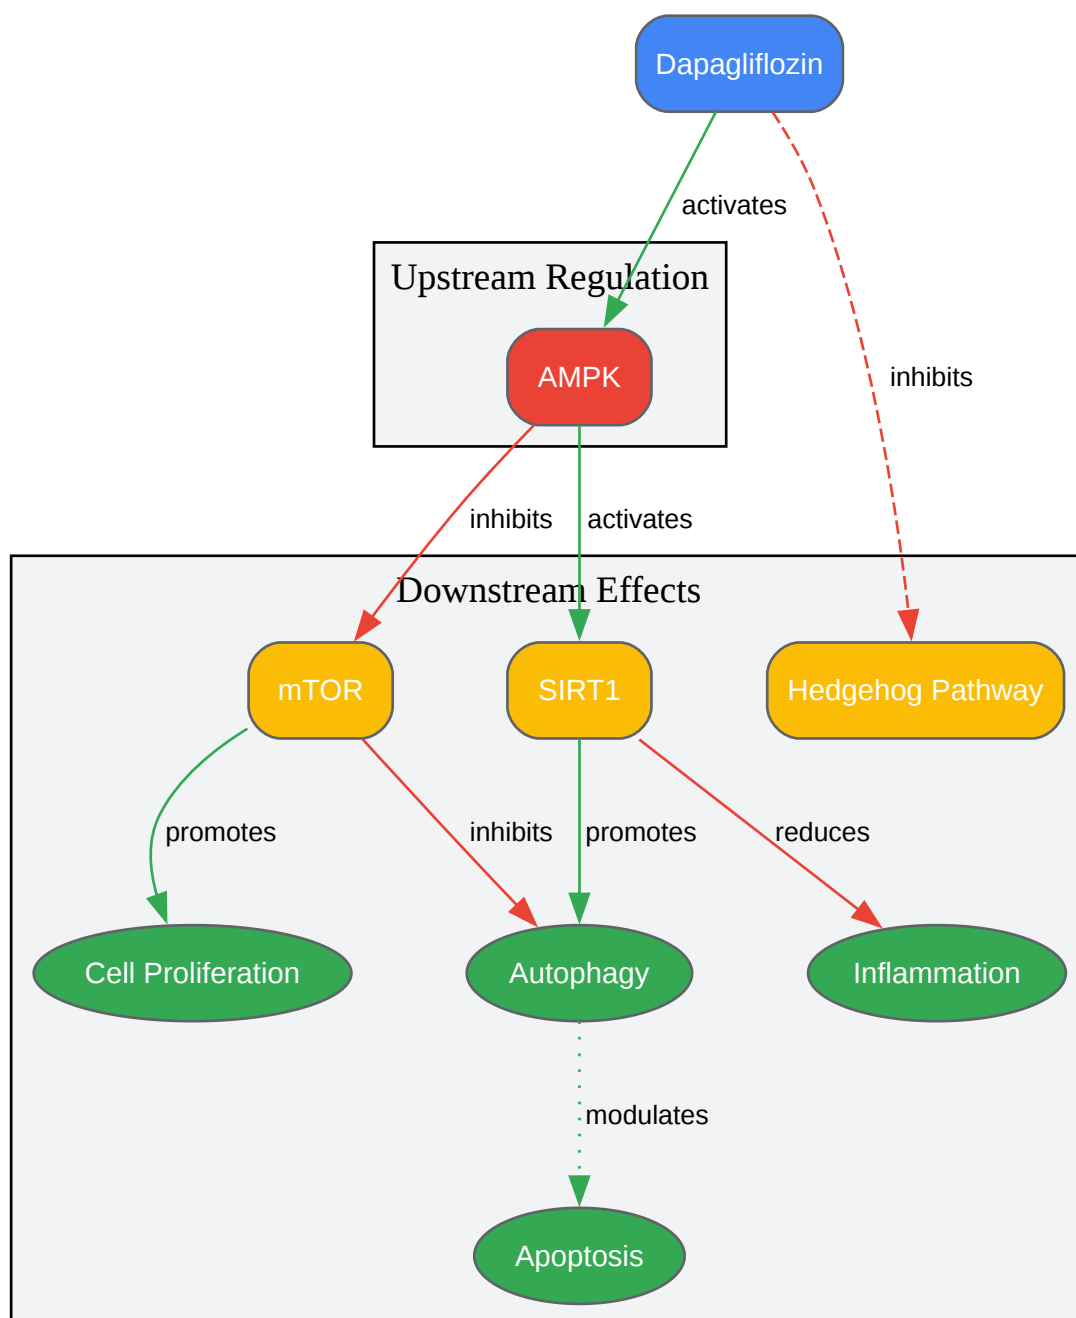 Dapagliflozin
activates
Upstream Regulation
AMPK
inhibits
inhibits
activates
Downstream Effects
mTOR
SIRT1
Hedgehog Pathway
promotes
inhibits
promotes
reduces
Cell Proliferation
Autophagy
Inflammation
modulates
Apoptosis